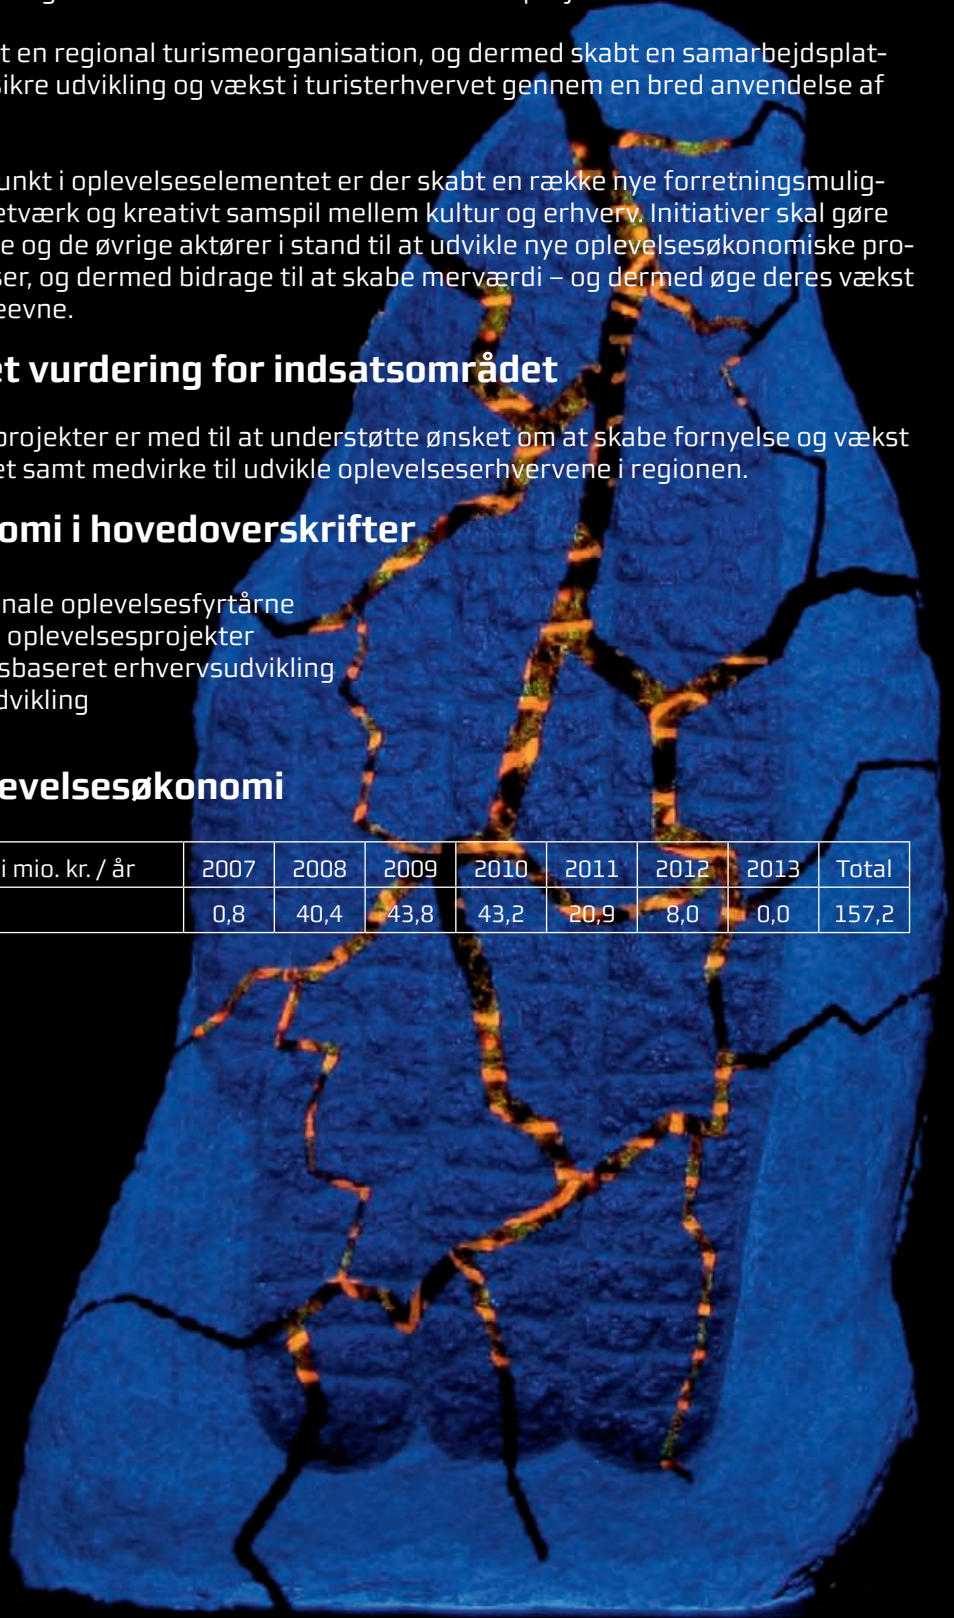 t en regional turismeorganisation, og dermed skabt en samarbejdsplat-
sikre udvikling og vækst i turisterhvervet gennem en bred anvendelse af
unkt i oplevelseselementet er der skabt en række nye forretningsmulig-
etværk og kreativt samspil mellem kultur og erhverv. Initiativer skal gøre
e og de øvrige aktører i stand til at udvikle nye oplevelsesøkonomiske pro-
ser, og dermed bidrage til at skabe merværdi – og dermed øge deres vækst
eevne.
et vurdering for indsatsområdet
projekter er med til at understøtte ønsket om at skabe fornyelse og vækst
et samt medvirke til udvikle oplevelseserhvervene i regionen.
omi i hovedoverskrifter
nale oplevelsesfyrtårne
oplevelsesprojekter
sbaseret erhvervsudvikling
dvikling
evelsesøkonomi
i mio. kr. / år 2007 2008 2009 2010 2011 2012 2013 Total
0,8 40,4 43,8 43,2 20,9 8,0 0,0 157,2